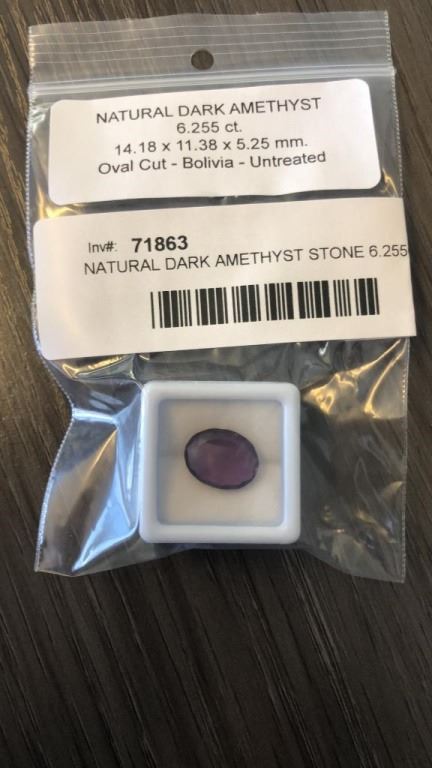 NATURAL DARK AMETHYST
6.255 ct.
14.18 x 11.38 x 5.25 mm.
Oval Cut - Bolivia - Untreated
Inv#: 71863
NATURAL DARK AMETHYST STONE 6.255